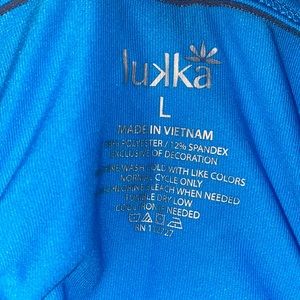 lukka
L
MADE IN VIETNAM
POLYESTER / 12% SPANDEX
EXCLUSIVE OF DECORATION
WASH COLD WITH LIKE COLORS
CYCLE ONLY
BLEACH WHEN NEEDED
TUMBLE DRY LOW
NEEDED
RN